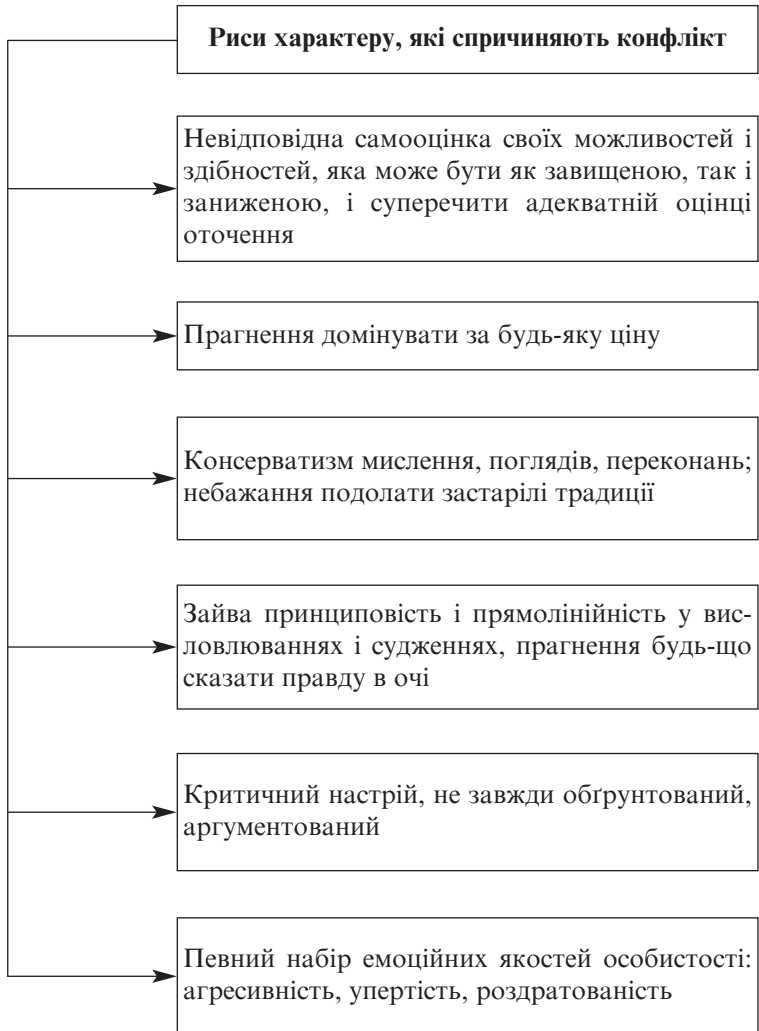 Риси характеру, які спричиняють конфлікт
Невідповідна самооцінка своїх можливостей і
здібностей, яка може бути як завищеною, так і
заниженою, і суперечити адекватній оцінці
оточення
Прагнення домінувати за будь-яку ціну
Консерватизм мислення, поглядів, переконань;
небажання подолати застарілі традиції
Зайва принциповість і прямолінійність у вис-
ловлюваннях і судженнях, прагнення будь-що
сказати правду в очі
Критичний настрій, не завжди обґрунтований,
аргументований
Певний набір емоційних якостей особистості:
агресивність, упертість, роздратованість